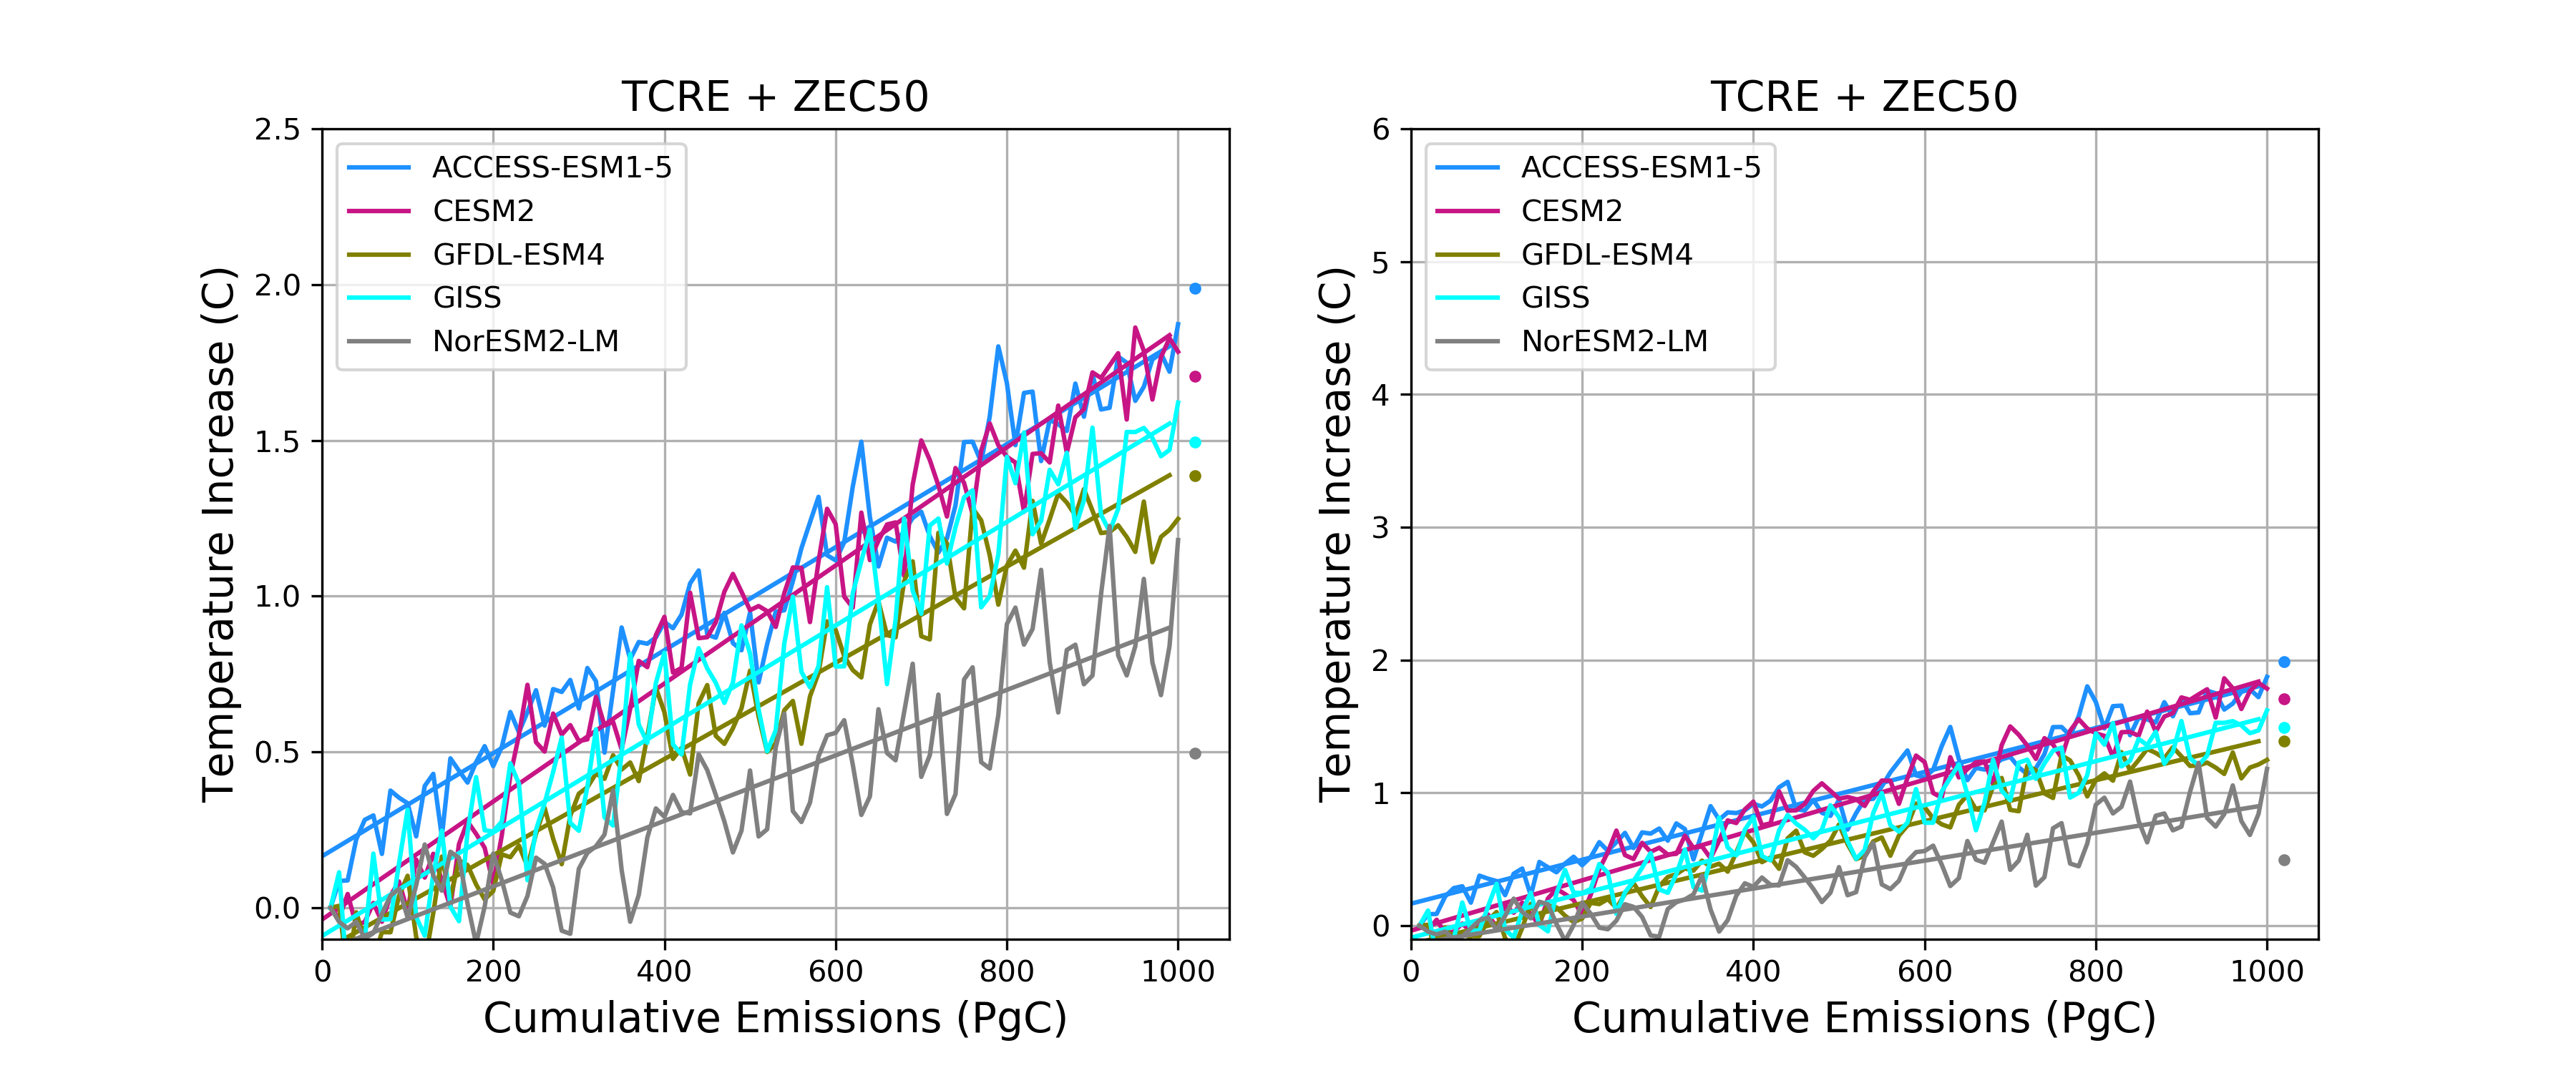 TCRE + ZEC50
2.5
2.0
1.5
1.0
0.5
0.0
Temperature Increase (C)
ACCESS-ESM1-5
CESM2
GFDL-ESM4
GISS
NorESM2-LM
0 200 400 600 800 1000
Cumulative Emissions (PgC)
TCRE + ZEC50
6
5
4
3
2
1
0
Temperature Increase (C)
ACCESS-ESM1-5
CESM2
GFDL-ESM4
GISS
NorESM2-LM
0 200 400 600 800 1000
Cumulative Emissions (PgC)